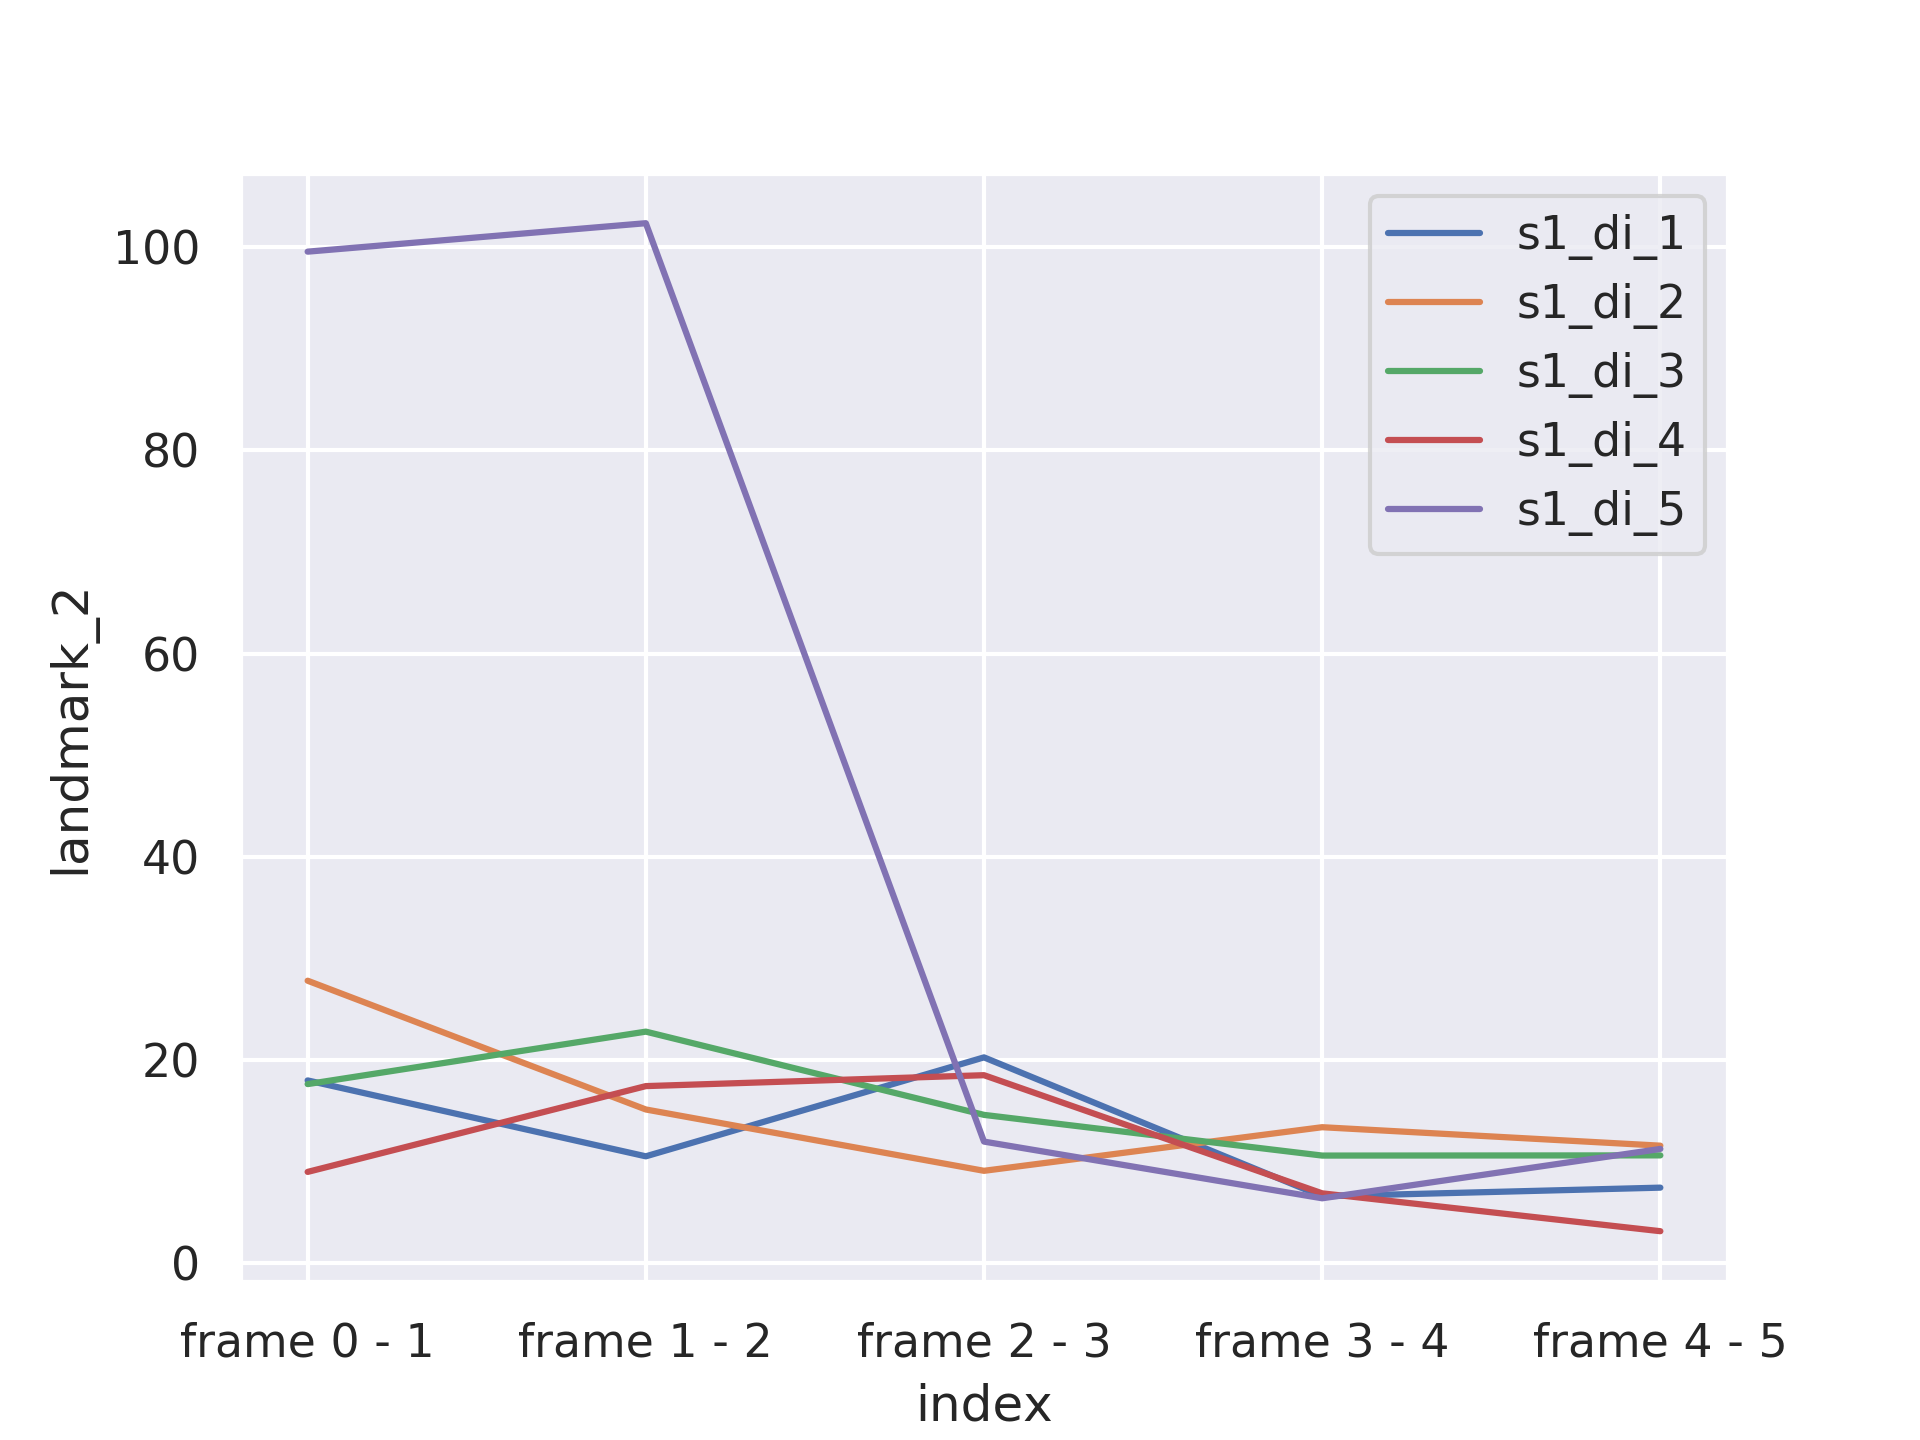 100
80
60
40
20
0
landmark_2
s1_di_1
s1_di_2
s1_di_3
s1_di_4
s1_di_5
frame 0 - 1
frame 1 - 2
frame 2 - 3
frame 3 - 4
frame 4 - 5
index